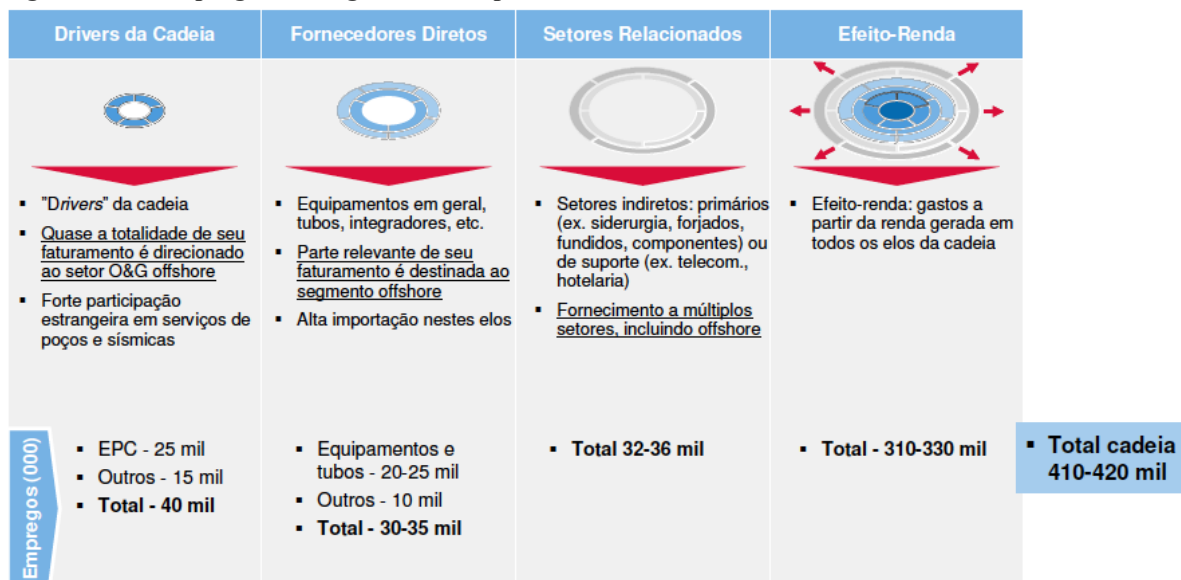 Drivers da Cadeia
Fornecedores Diretos
Setores Relacionados
Efeito-Renda
▪ "Drivers" da cadeia
▪ Quase a totalidade de seu
faturamento é direcionado
ao setor O&G offshore
▪ Forte participação
estrangeira em serviços de
poços e sísmicas
▪ Equipamentos em geral,
tubos, integradores, etc.
▪ Parte relevante de seu
faturamento é destinada ao
segmento offshore
▪ Alta importação nestes elos
▪ Setores indiretos: primários
(ex. siderurgia, forjados,
fundidos, componentes) ou
de suporte (ex. telecom.,
hotelaria)
▪ Fornecimento a múltiplos
setores, incluindo offshore
▪ Efeito-renda: gastos a
partir da renda gerada em
todos os elos da cadeia
Empregos (000)
▪ EPC - 25 mil
▪ Outros - 15 mil
▪ Total - 40 mil
▪ Equipamentos e
tubos - 20-25 mil
▪ Outros - 10 mil
▪ Total - 30-35 mil
▪ Total 32-36 mil
▪ Total - 310-330 mil
▪ Total cadeia
410-420 mil